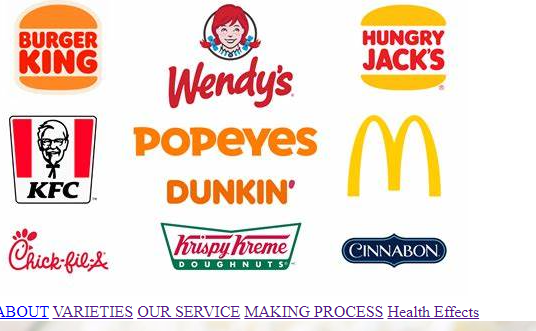 BURGER
KING
Wendy's
HUNGRY
JACK'S
KFC
POPEYES
DUNKIN'
Chick-fil-A
Krispy Kreme
DOUGHNUTS
CINNABON
ABOUT VARIETIES OUR SERVICE MAKING PROCESS Health Effects